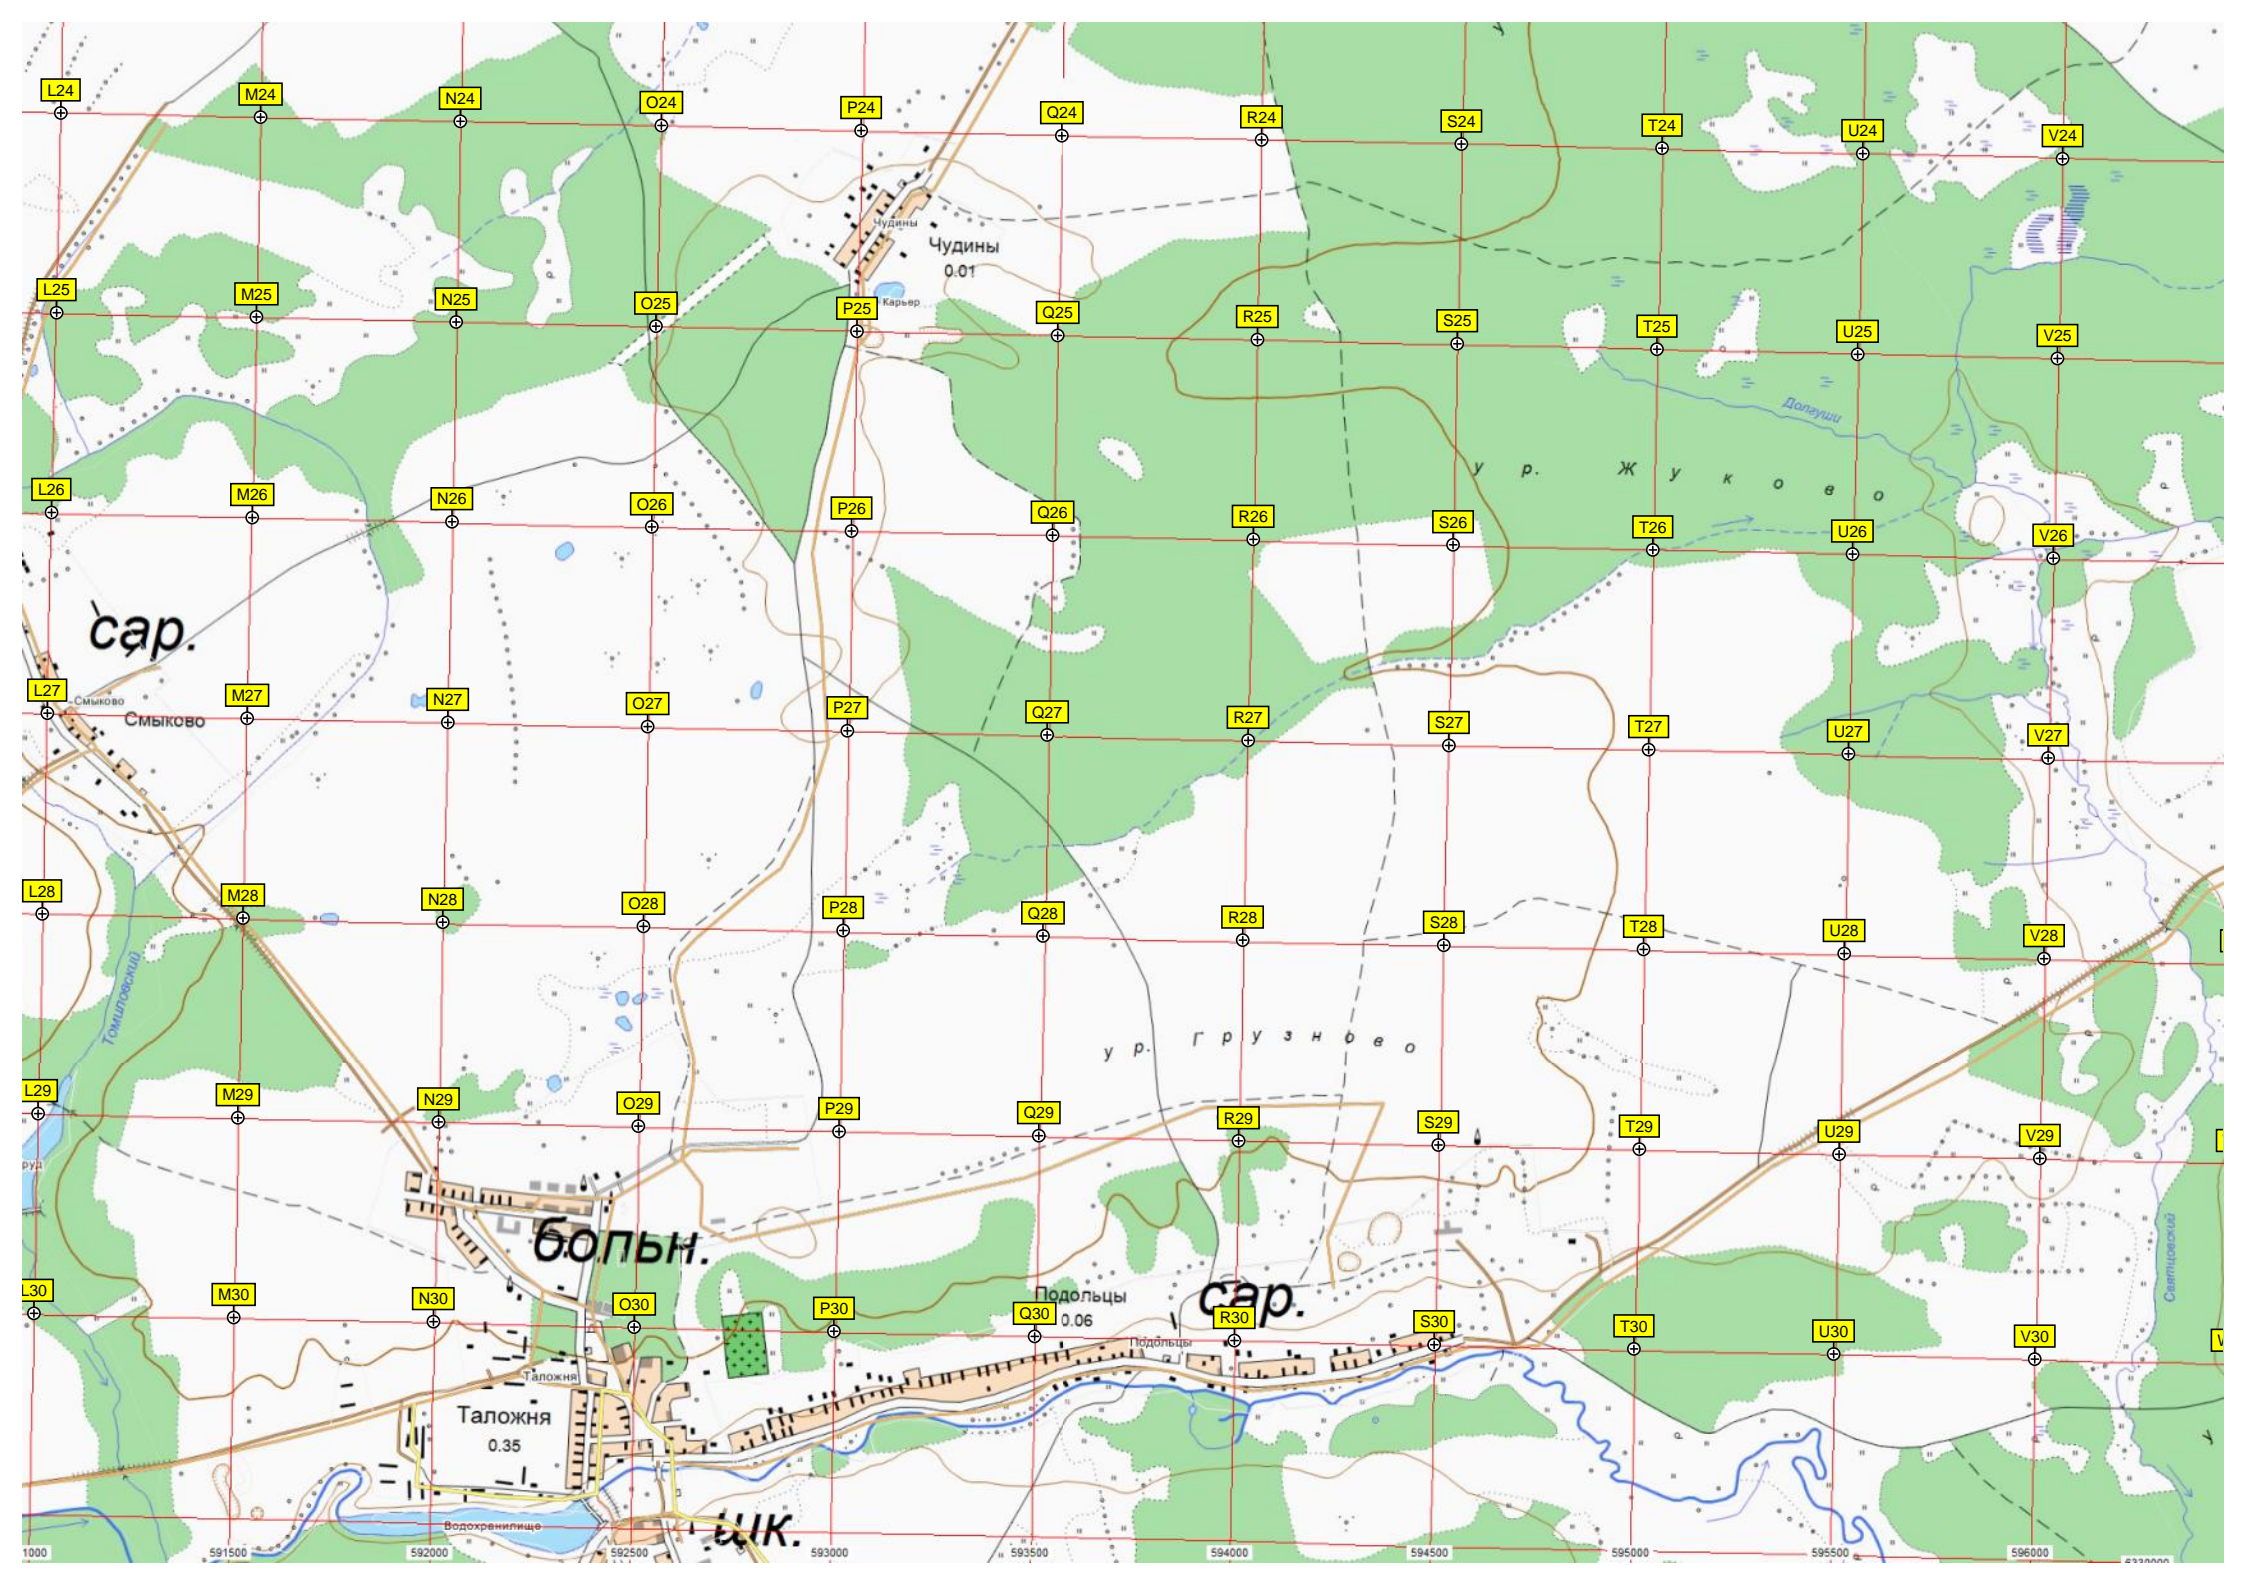 L24 M24 N24 O24 P24 Q24 R24 S24 T24 U24 V24
Чудины
Чудины
0.01
Карьер
L25 M25 N25 O25 P25 Q25 R25 S25 T25 U25 V25
Долгуши
ур. Жуково
L26 M26 N26 O26 P26 Q26 R26 S26 T26 U26 V26
сар.
Смыково
Смыково
L27 M27 N27 O27 P27 Q27 R27 S27 T27 U27 V27
L28 M28 N28 O28 P28 Q28 R28 S28 T28 U28 V28
Томиловский
ур. Грузново
L29 M29 N29 O29 P29 Q29 R29 S29 T29 U29 V29
руд
больн.
Святцовский
Подольцы
0.06
сар.
L30 M30 N30 O30 P30 Q30 R30 S30 T30 U30 V30
Подольцы
Таложня
Таложня
0.35
Водохранилище
шк.
1000 591500 592000 592500 593000 593500 594000 594500 595000 595500 596000